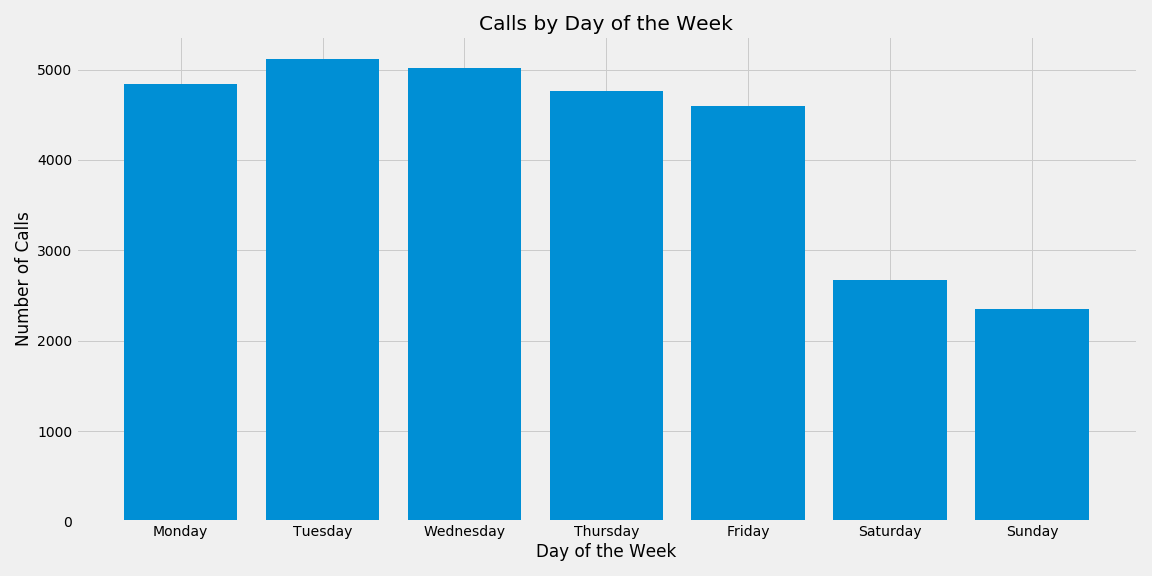 Calls by Day of the Week
Number of Calls
5000
4000
3000
2000
1000
0
Monday Tuesday Wednesday Thursday Friday Saturday Sunday
Day of the Week